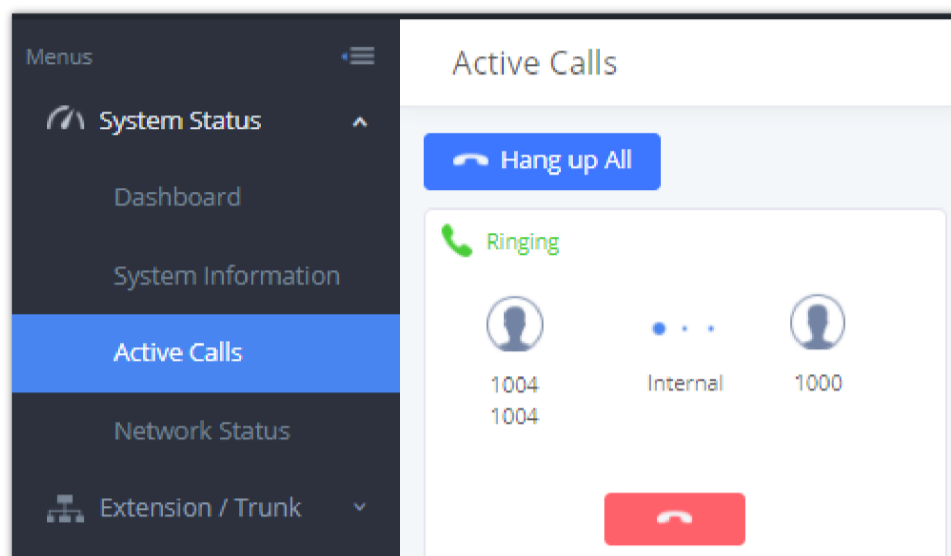 Menus
System Status
Dashboard
System Information
Active Calls
Network Status
Extension / Trunk
Active Calls
Hang up All
Ringing
1004
1004
Internal
1000